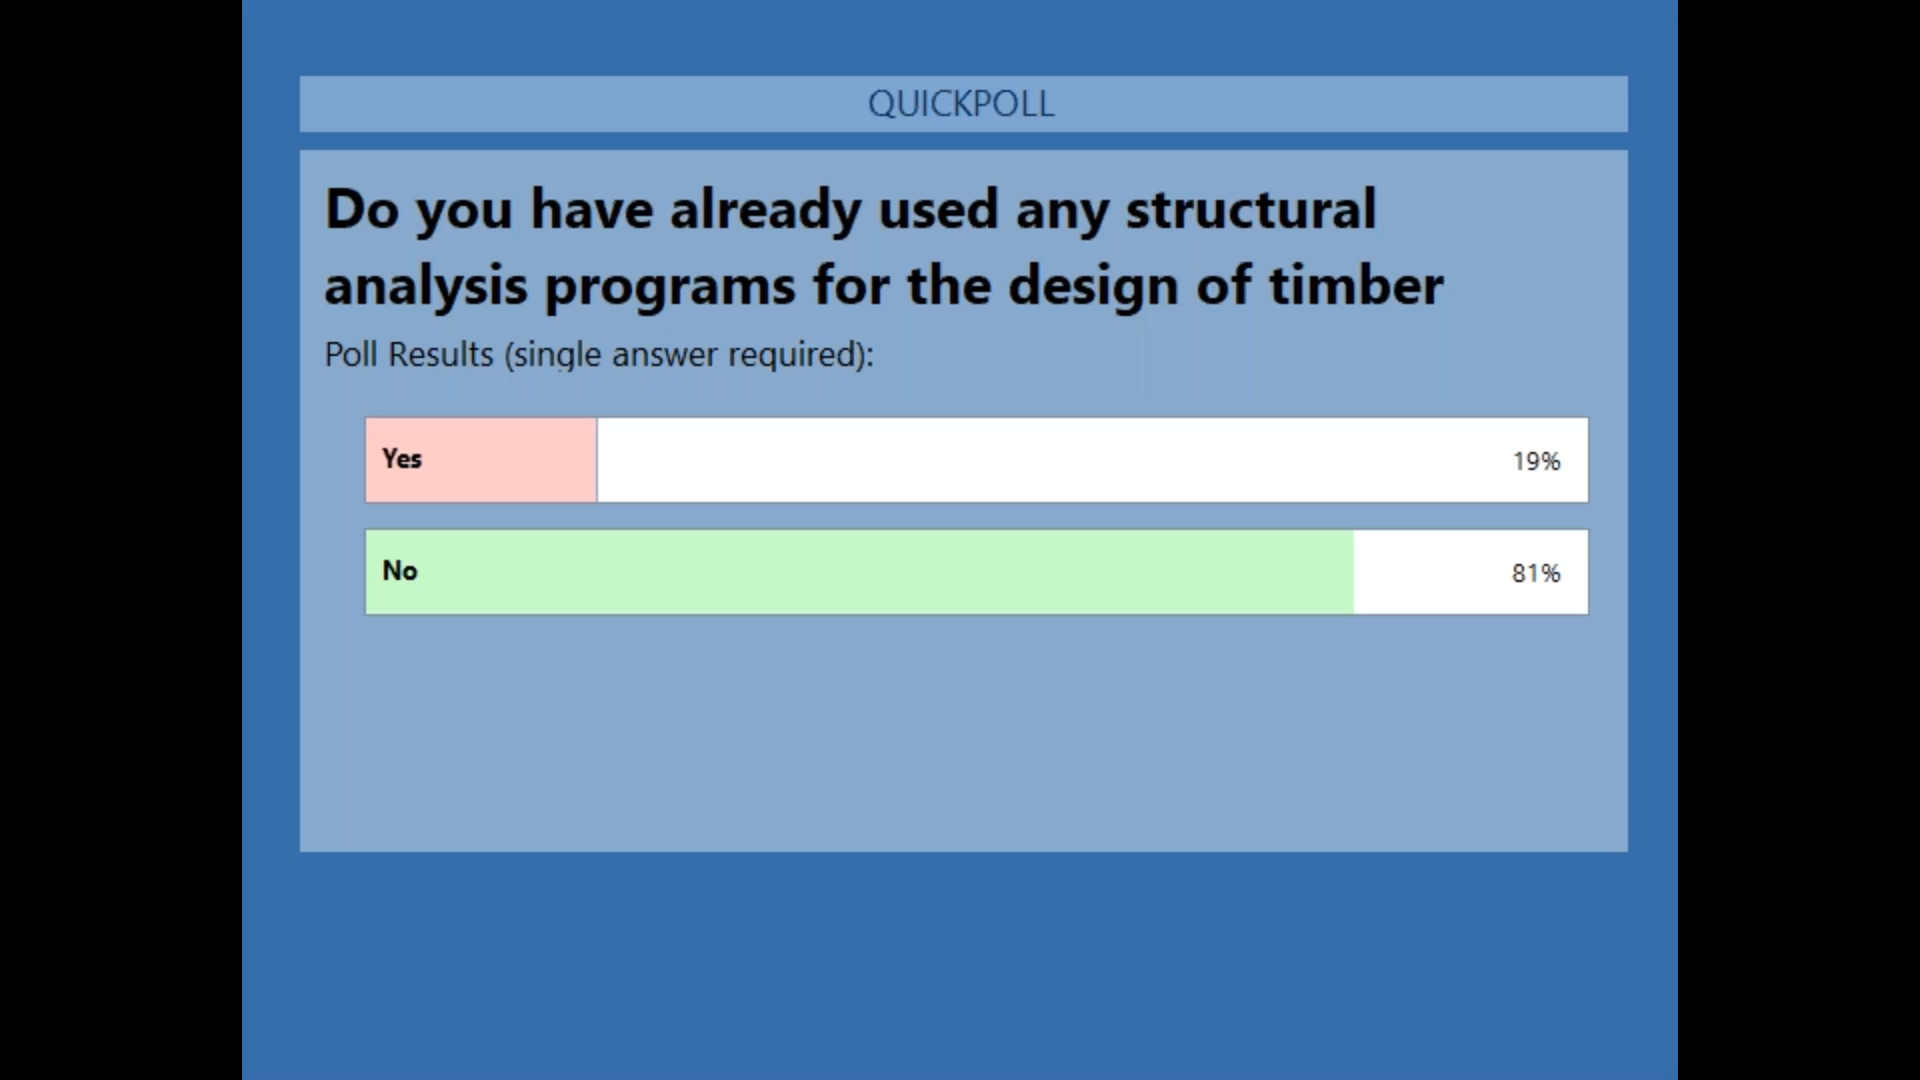 QUICKPOLL
Do you have already used any structural
analysis programs for the design of timber
Poll Results (single answer required):
Yes 19%
No 81%